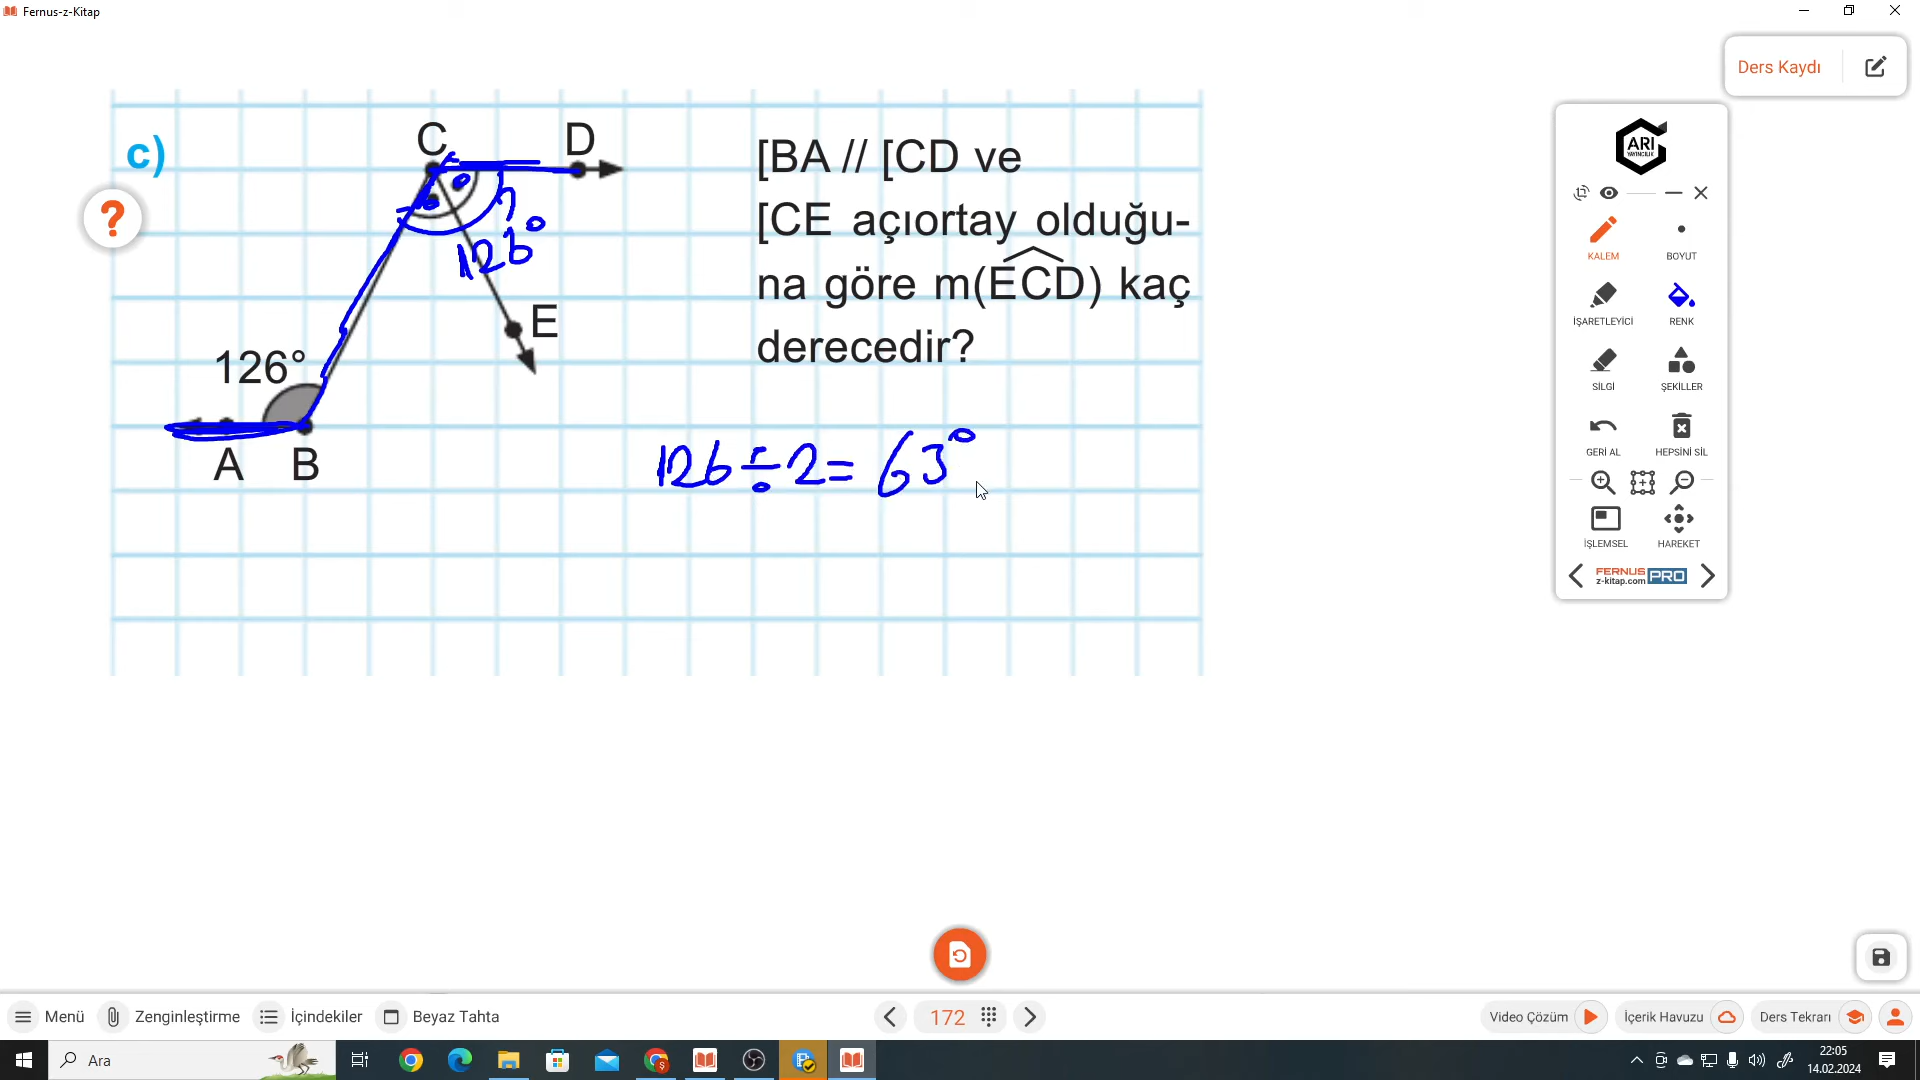 Fernus-z-Kitap
Ders Kaydı
c)
C
D
[BA // [CD ve
[CE açıortay olduğu-
na göre m(ECD) kaç
derecedir?
126°
E
126°
A
B
126 ÷ 2 = 63°
ARI
YAYINCILIK
KALEM
BOYUT
İŞARETLEYİCİ
RENK
SİLGİ
ŞEKİLLER
GERİ AL
HEPSİNİ SİL
İŞLEMSEL
HAREKET
FERNUS
z-kitap.com PRO
Menü
Zenginleştirme
İçindekiler
Beyaz Tahta
172
Video Çözüm
İçerik Havuzu
Ders Tekrarı
Ara
22:05
14.02.2024